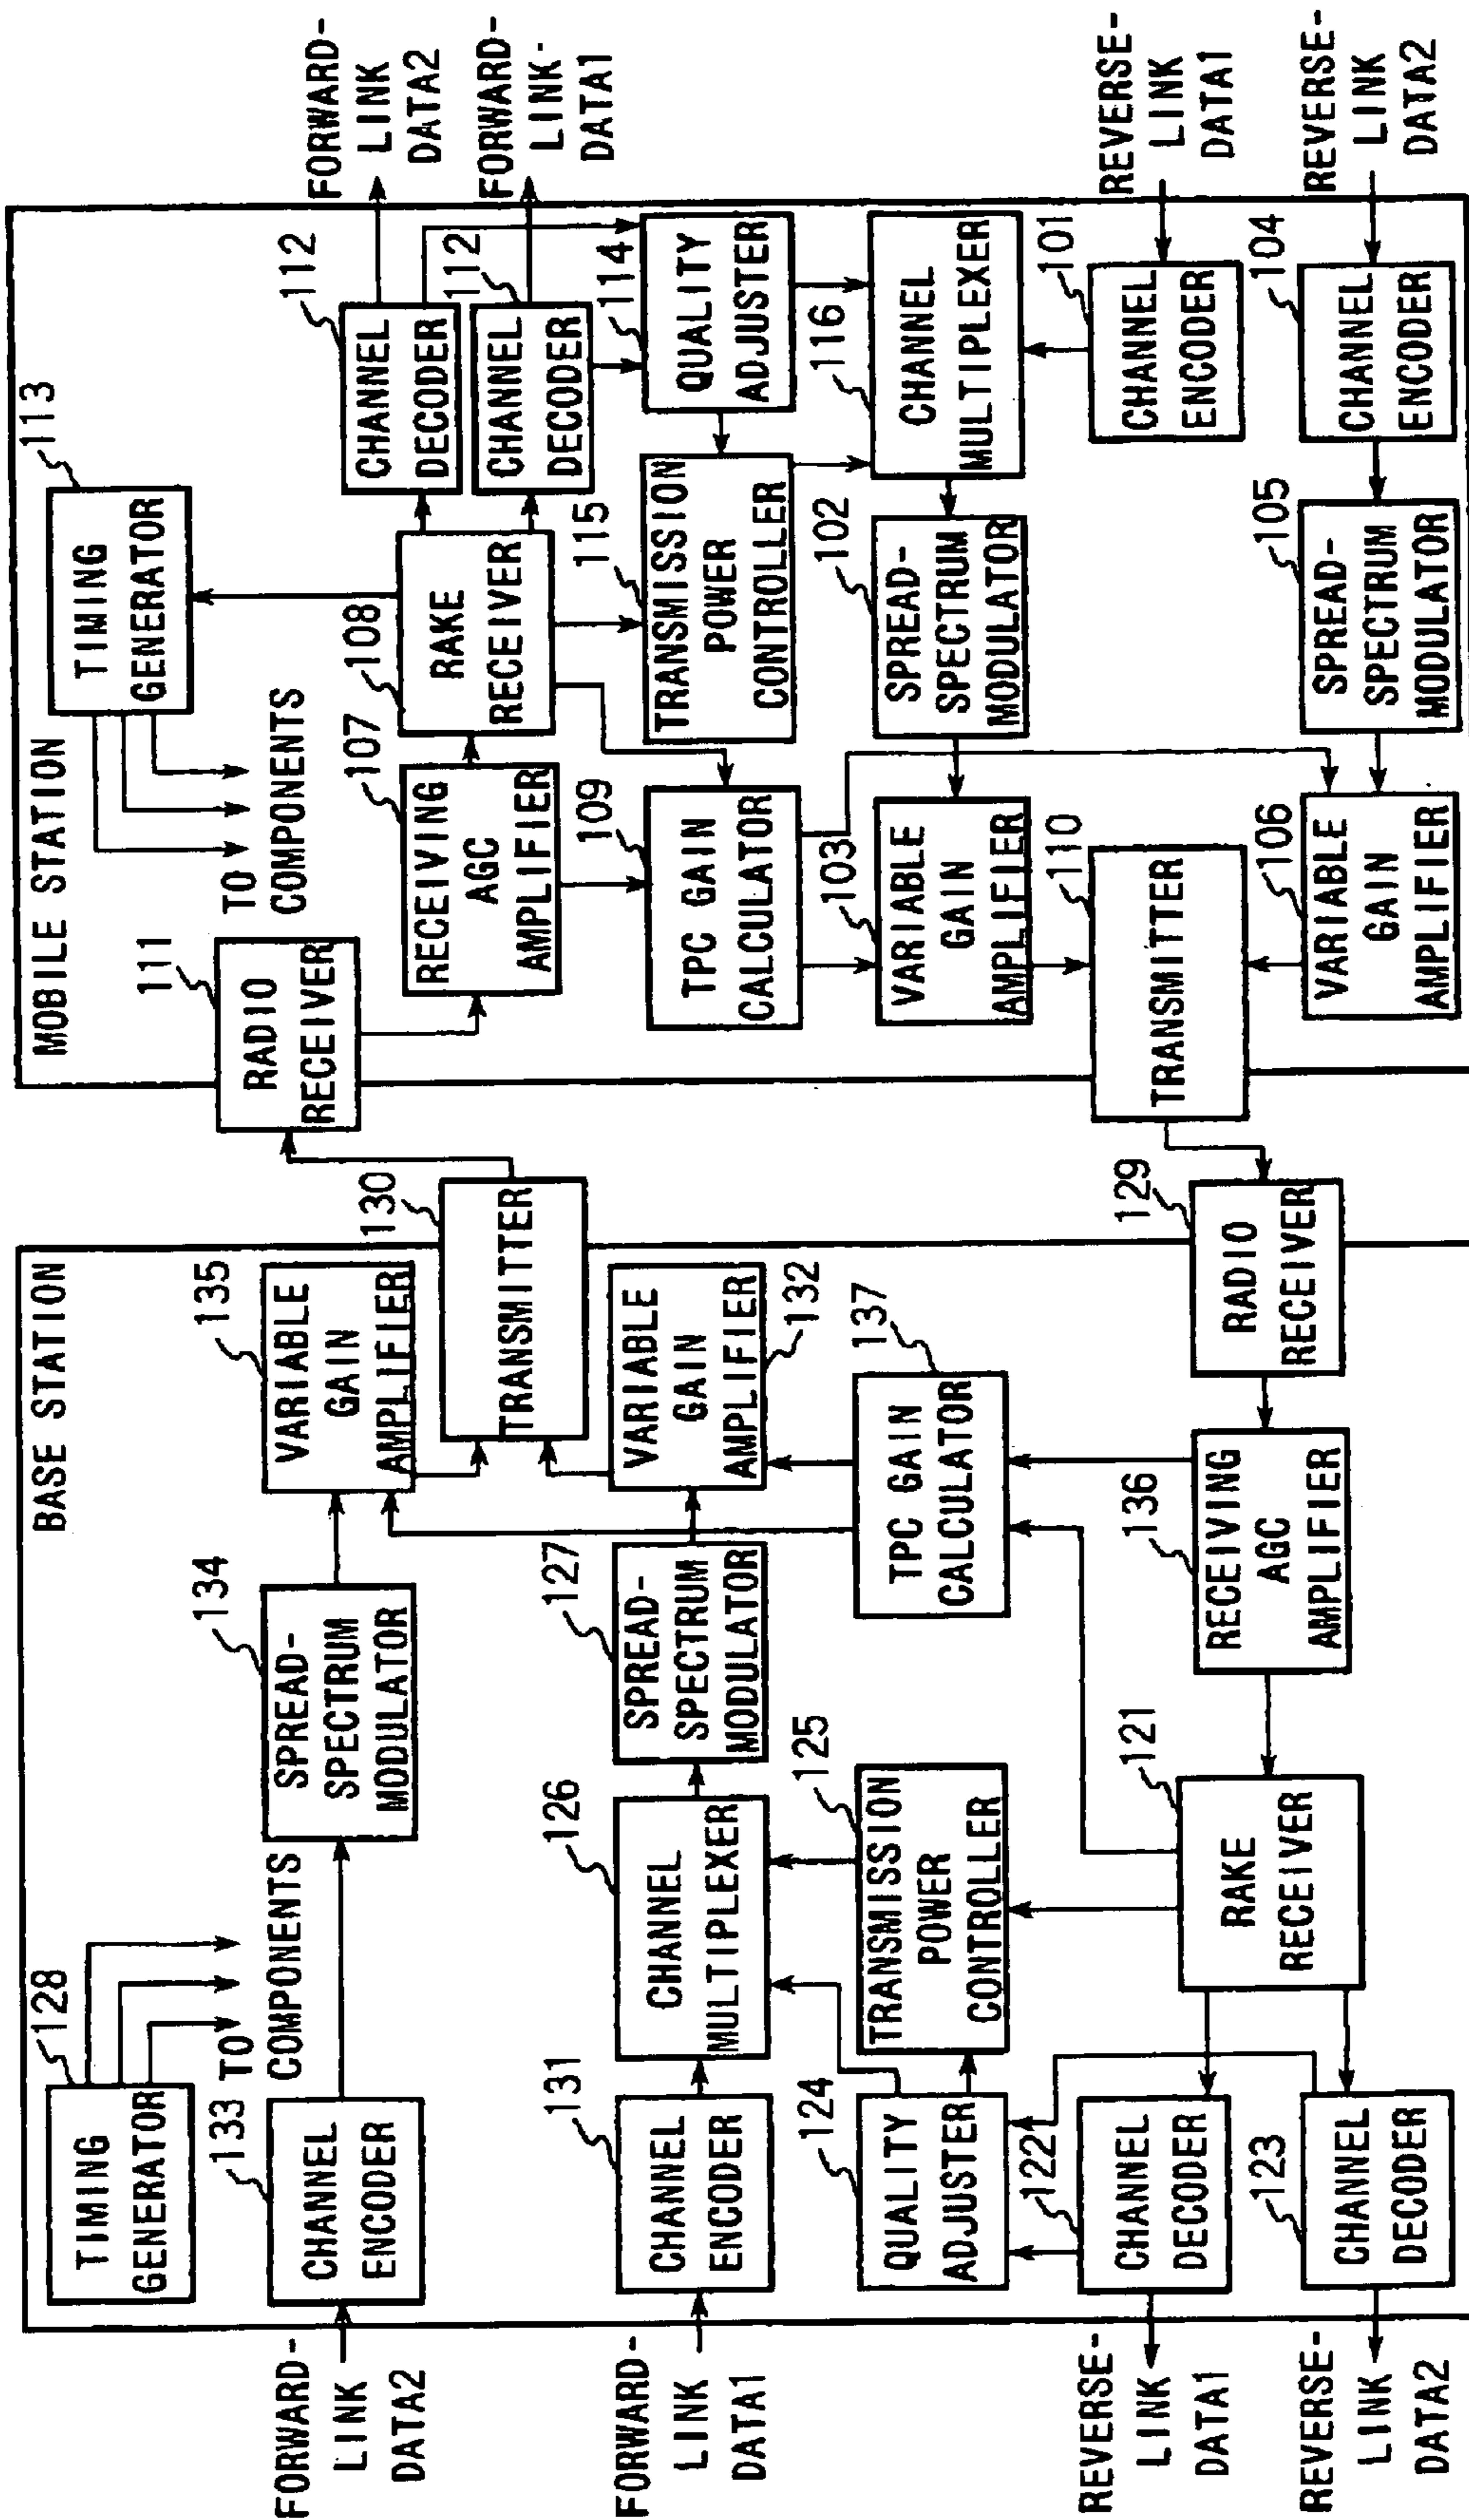 BASE STATION
128
TIMING
GENERATOR
TO
COMPONENTS
FORWARD-
LINK
DATA2
133
CHANNEL
ENCODER
134
SPREAD-
SPECTRUM
MODULATOR
135
VARIABLE
GAIN
AMPLIFIER
130
TRANSMITTER
FORWARD-
LINK
DATA1
131
CHANNEL
ENCODER
126
CHANNEL
MULTIPLEXER
127
SPREAD-
SPECTRUM
MODULATOR
VARIABLE
GAIN
AMPLIFIER
132
124
QUALITY
ADJUSTER
125
TRANSMISSION
POWER
CONTROLLER
137
TPC GAIN
CALCULATOR
REVERSE-
LINK
DATA1
122
CHANNEL
DECODER
121
RAKE
RECEIVER
136
RECEIVING
AGC
AMPLIFIER
129
RADIO
RECEIVER
REVERSE-
LINK
DATA2
123
CHANNEL
DECODER
MOBILE STATION
113
TIMING
GENERATOR
TO
COMPONENTS
111
RADIO
RECEIVER
107
RECEIVING
AGC
AMPLIFIER
108
RAKE
RECEIVER
112
CHANNEL
DECODER
FORWARD-
LINK
DATA2
112
CHANNEL
DECODER
FORWARD-
LINK
DATA1
109
TPC GAIN
CALCULATOR
115
TRANSMISSION
POWER
CONTROLLER
114
QUALITY
ADJUSTER
103
VARIABLE
GAIN
AMPLIFIER
102
SPREAD-
SPECTRUM
MODULATOR
116
CHANNEL
MULTIPLEXER
110
TRANSMITTER
101
CHANNEL
ENCODER
REVERSE-
LINK
DATA1
106
VARIABLE
GAIN
AMPLIFIER
105
SPREAD-
SPECTRUM
MODULATOR
104
CHANNEL
ENCODER
REVERSE-
LINK
DATA2